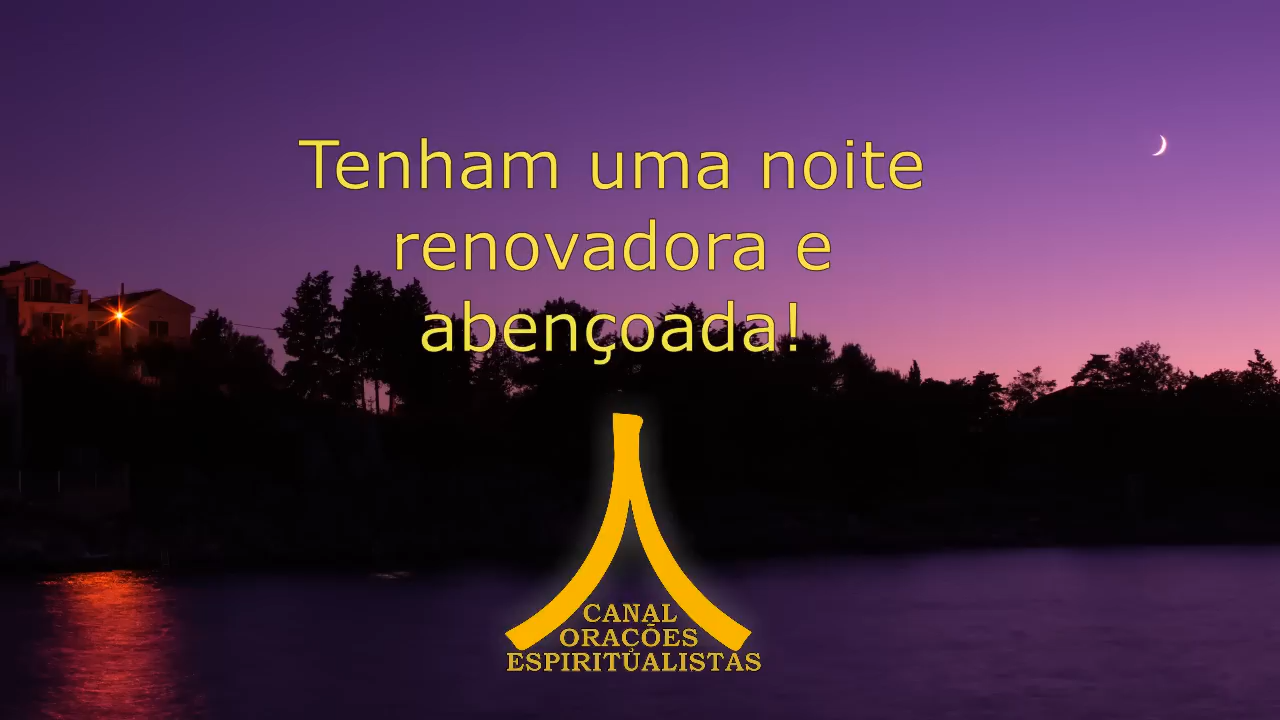 Tenham uma noite
renovadora e
abençoada!
CANAL
ORAÇÕES
ESPIRITUALISTAS